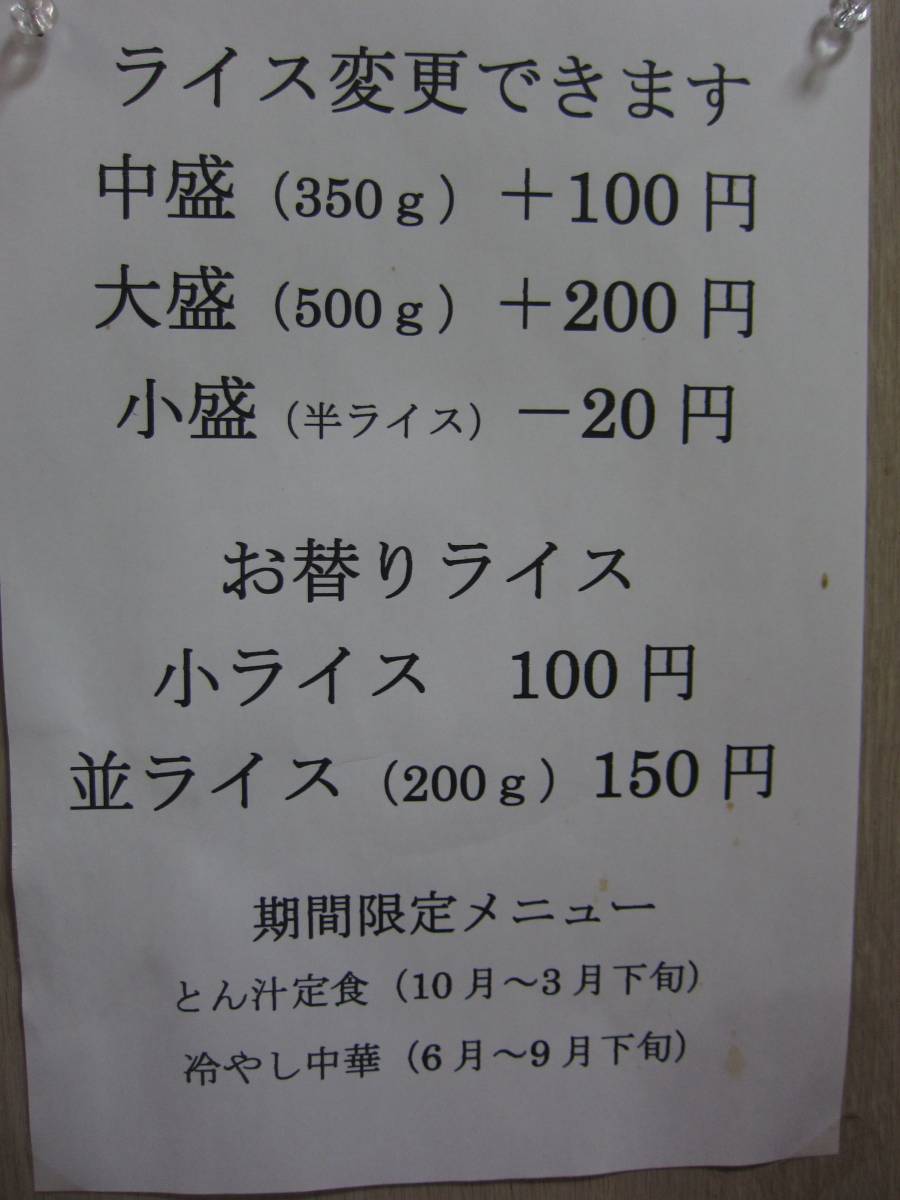 ライス変更できます
中盛（350ｇ）＋100円
大盛（500ｇ）＋200円
小盛（半ライス）－20円
お替りライス
小ライス　100円
並ライス（200ｇ）150円
期間限定メニュー
とん汁定食（10月～3月下旬）
冷やし中華（6月～9月下旬）